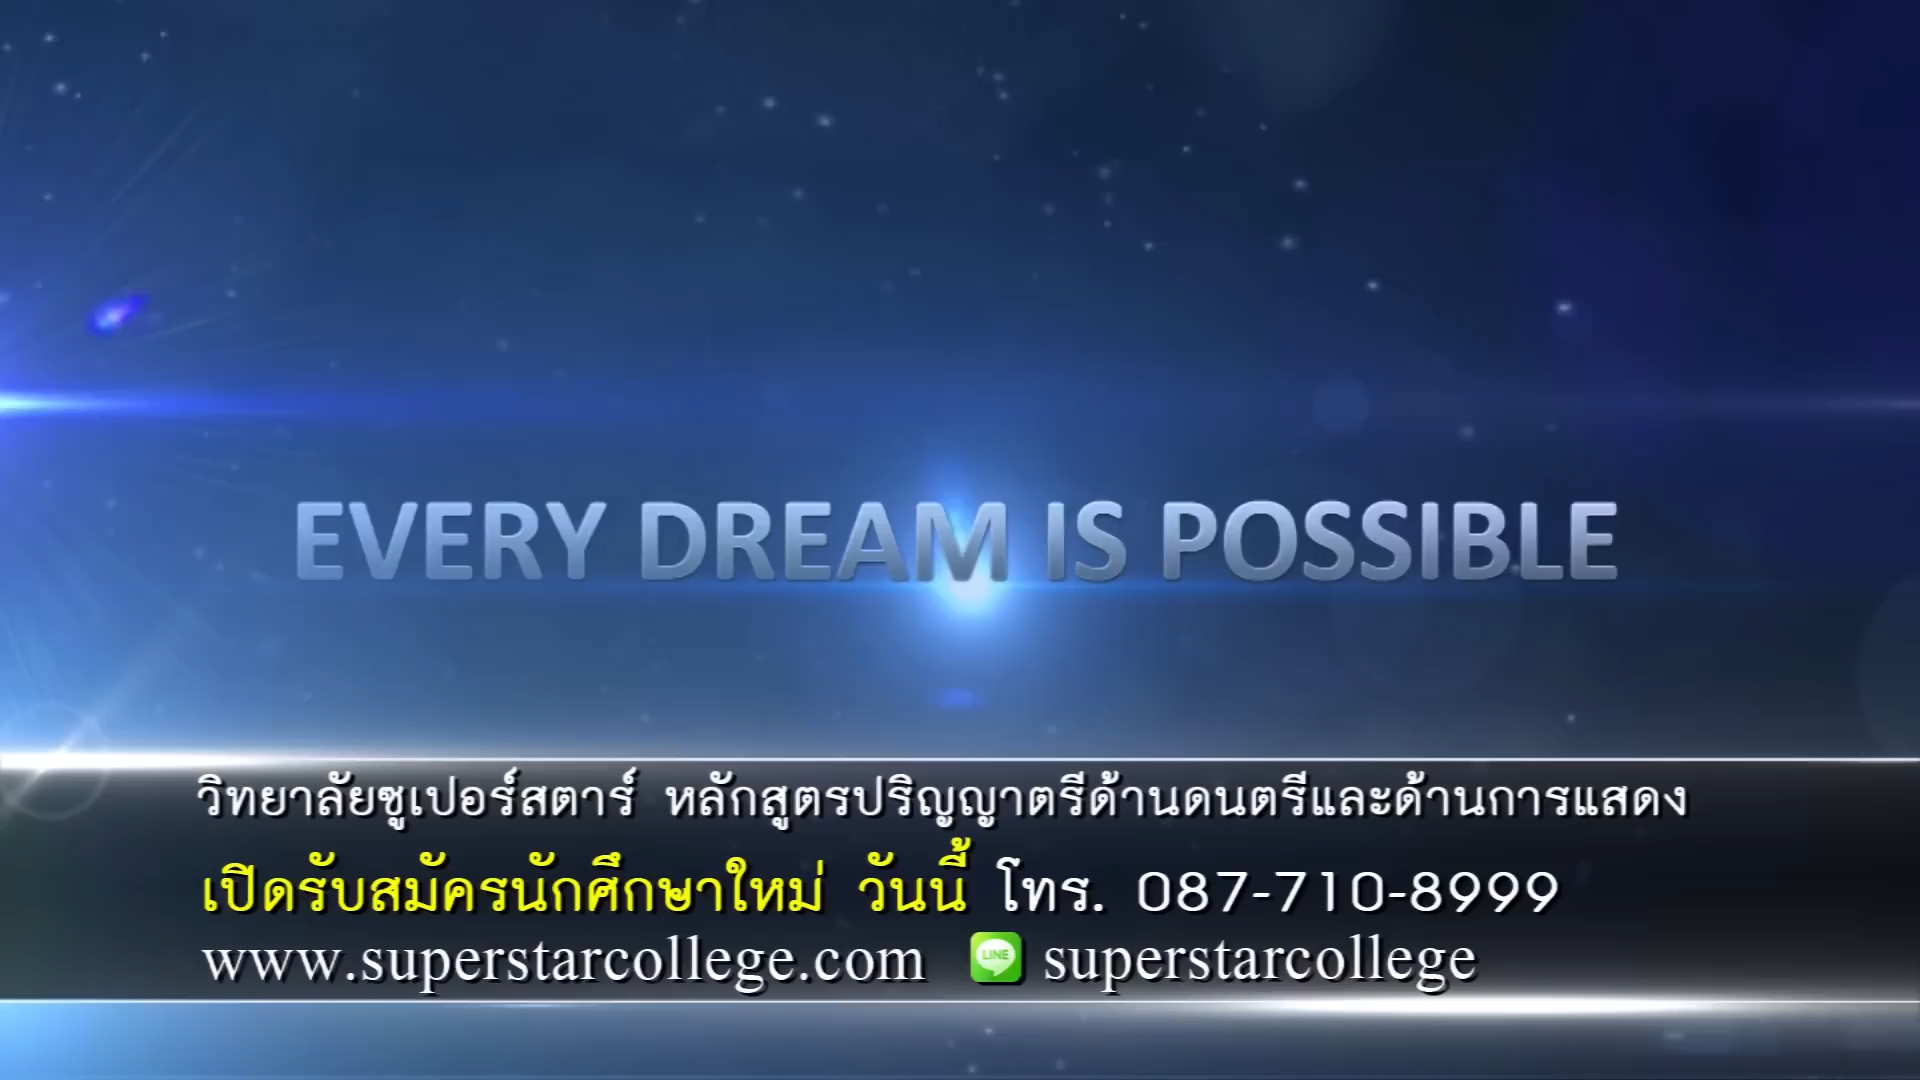 EVERY DREAM IS POSSIBLE
วิทยาลัยซูเปอร์สตาร์ หลักสูตรปริญญาตรีด้านดนตรีและด้านการแสดง
เปิดรับสมัครนักศึกษาใหม่ วันนี้ โทร. 087-710-8999
www.superstarcollege.com LINE superstarcollege